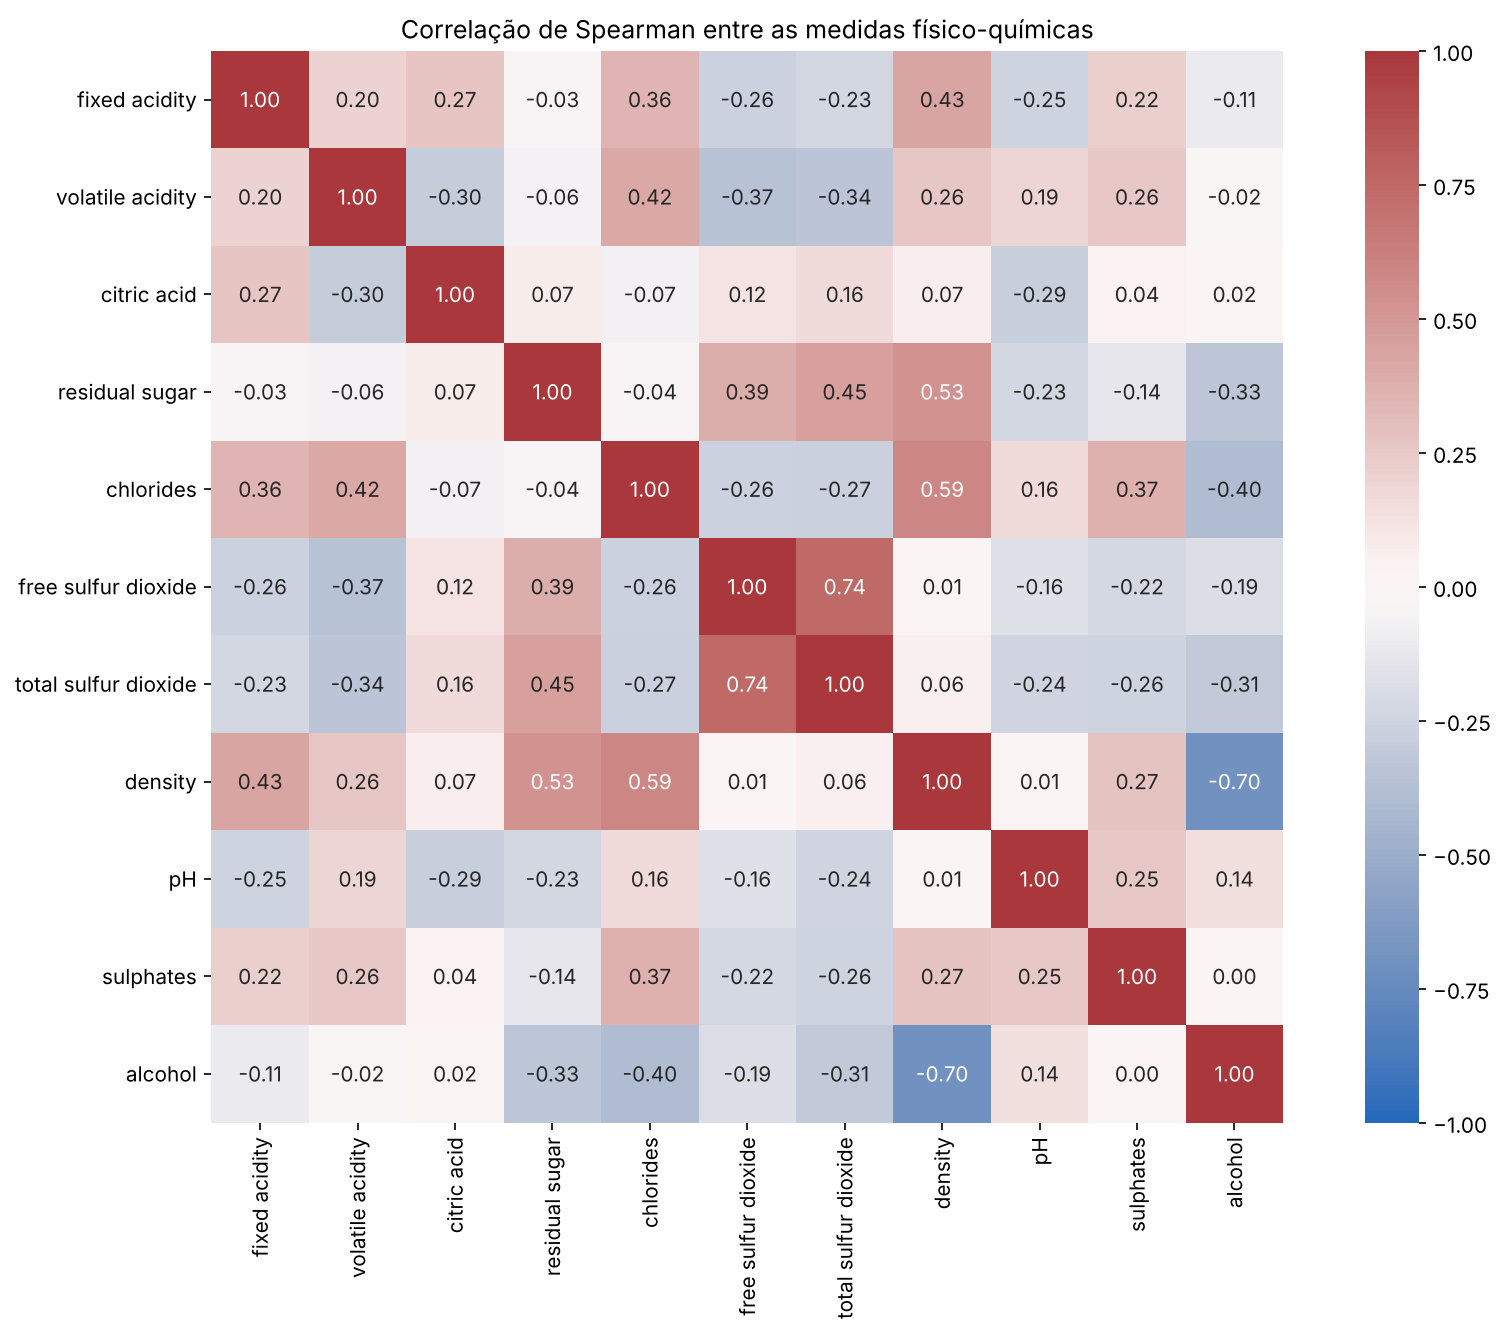 Correlação de Spearman entre as medidas físico-químicas
fixed acidity 1.00 0.20 0.27 -0.03 0.36 -0.26 -0.23 0.43 -0.25 0.22 -0.11
volatile acidity 0.20 1.00 -0.30 -0.06 0.42 -0.37 -0.34 0.26 0.19 0.26 -0.02
citric acid 0.27 -0.30 1.00 0.07 -0.07 0.12 0.16 0.07 -0.29 0.04 0.02
residual sugar -0.03 -0.06 0.07 1.00 -0.04 0.39 0.45 0.53 -0.23 -0.14 -0.33
chlorides 0.36 0.42 -0.07 -0.04 1.00 -0.26 -0.27 0.59 0.16 0.37 -0.40
free sulfur dioxide -0.26 -0.37 0.12 0.39 -0.26 1.00 0.74 0.01 -0.16 -0.22 -0.19
total sulfur dioxide -0.23 -0.34 0.16 0.45 -0.27 0.74 1.00 0.06 -0.24 -0.26 -0.31
density 0.43 0.26 0.07 0.53 0.59 0.01 0.06 1.00 0.01 0.27 -0.70
pH -0.25 0.19 -0.29 -0.23 0.16 -0.16 -0.24 0.01 1.00 0.25 0.14
sulphates 0.22 0.26 0.04 -0.14 0.37 -0.22 -0.26 0.27 0.25 1.00 0.00
alcohol -0.11 -0.02 0.02 -0.33 -0.40 -0.19 -0.31 -0.70 0.14 0.00 1.00
fixed acidity
volatile acidity
citric acid
residual sugar
chlorides
free sulfur dioxide
total sulfur dioxide
density
pH
sulphates
alcohol
1.00
0.75
0.50
0.25
0.00
−0.25
−0.50
−0.75
−1.00